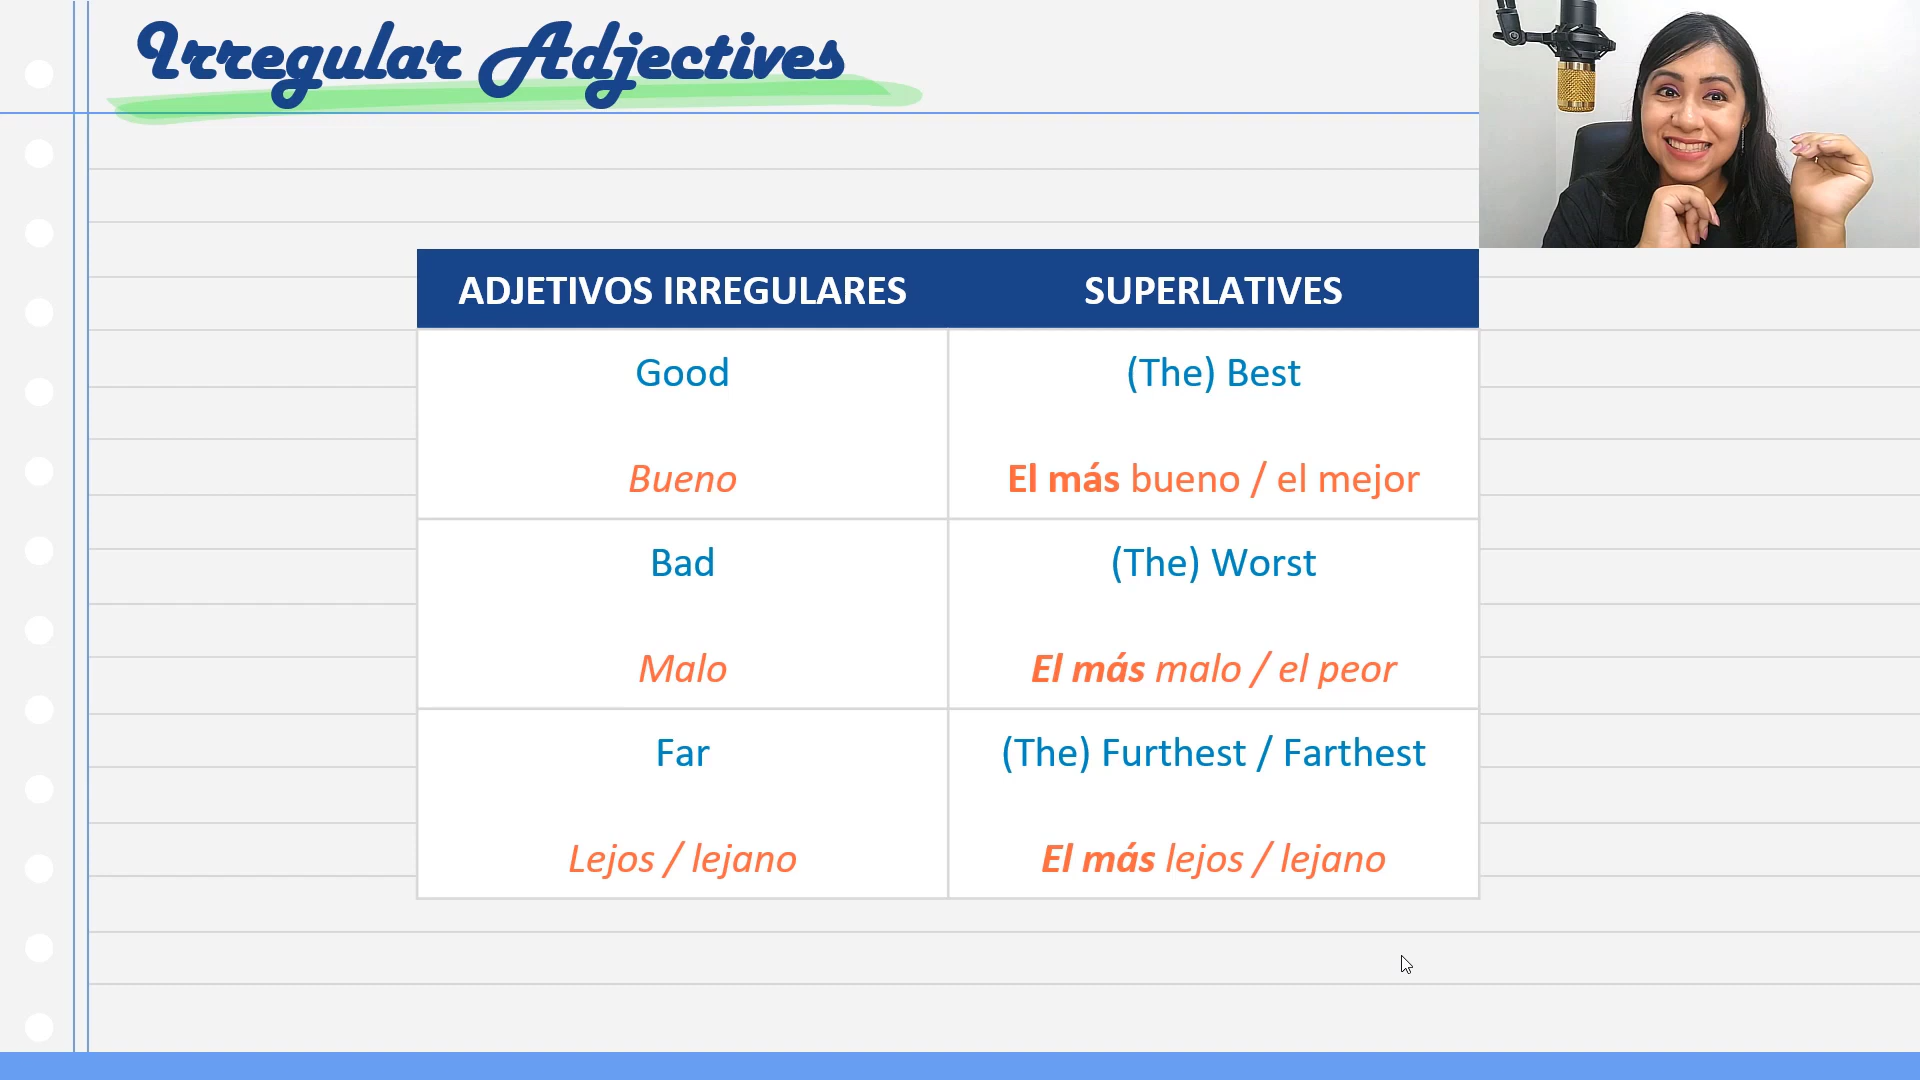 Irregular Adjectives
ADJETIVOS IRREGULARES SUPERLATIVES
Good (The) Best
Bueno El más bueno / el mejor
Bad (The) Worst
Malo El más malo / el peor
Far (The) Furthest / Farthest
Lejos / lejano El más lejos / lejano